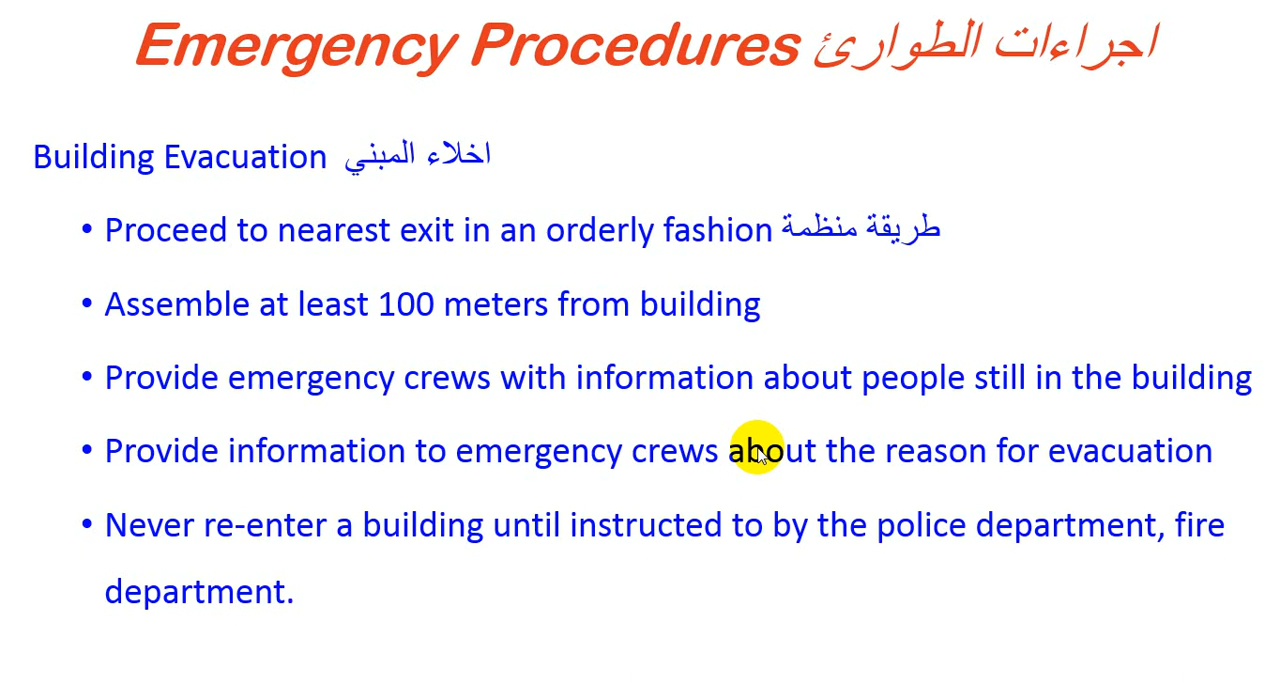 Emergency Procedures اجراءات الطوارئ
Building Evacuation اخلاء المبني
• Proceed to nearest exit in an orderly fashion طريقة منظمة
• Assemble at least 100 meters from building
• Provide emergency crews with information about people still in the building
• Provide information to emergency crews about the reason for evacuation
• Never re-enter a building until instructed to by the police department, fire
department.